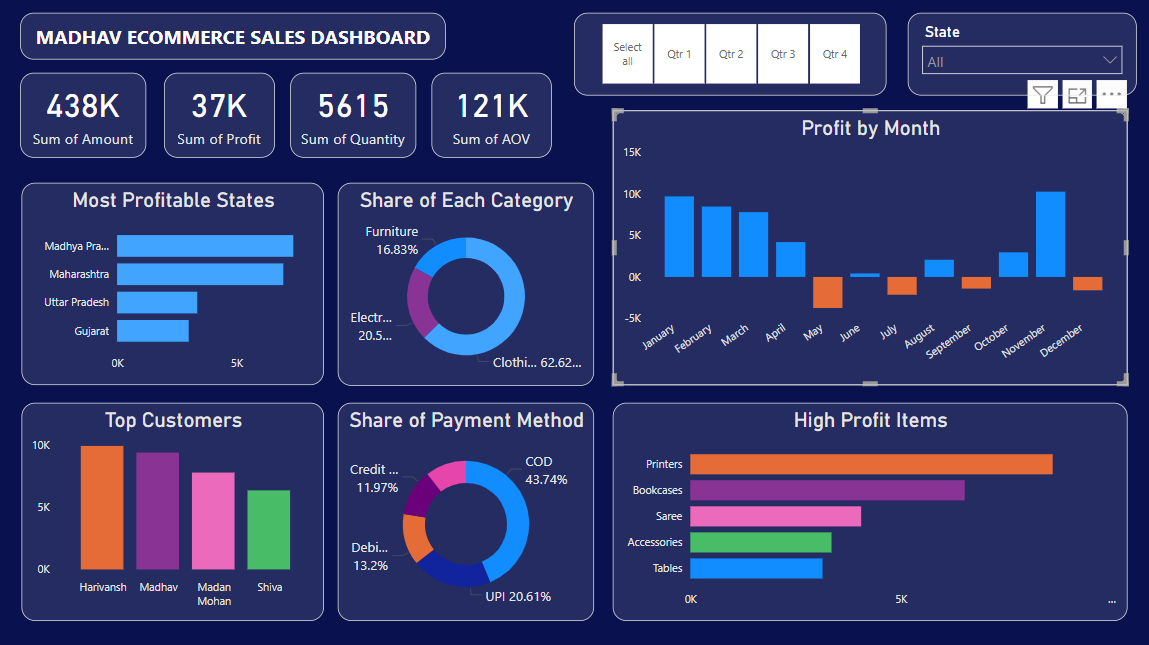 MADHAV ECOMMERCE SALES DASHBOARD
Select
all
Qtr 1
Qtr 2
Qtr 3
Qtr 4
State
All
438K
Sum of Amount
37K
Sum of Profit
5615
Sum of Quantity
121K
Sum of AOV
Profit by Month
15K
10K
5K
0K
-5K
January
February
March
April
May
June
July
August
September
October
November
December
Most Profitable States
Madhya Pra...
Maharashtra
Uttar Pradesh
Gujarat
0K
5K
Share of Each Category
Furniture
16.83%
Electr...
20.5...
Clothi... 62.62...
Top Customers
10K
5K
0K
Harivansh
Madhav
Madan
Mohan
Shiva
Share of Payment Method
Credit ...
11.97%
COD
43.74%
Debi...
13.2%
UPI 20.61%
High Profit Items
Printers
Bookcases
Saree
Accessories
Tables
0K
5K
...